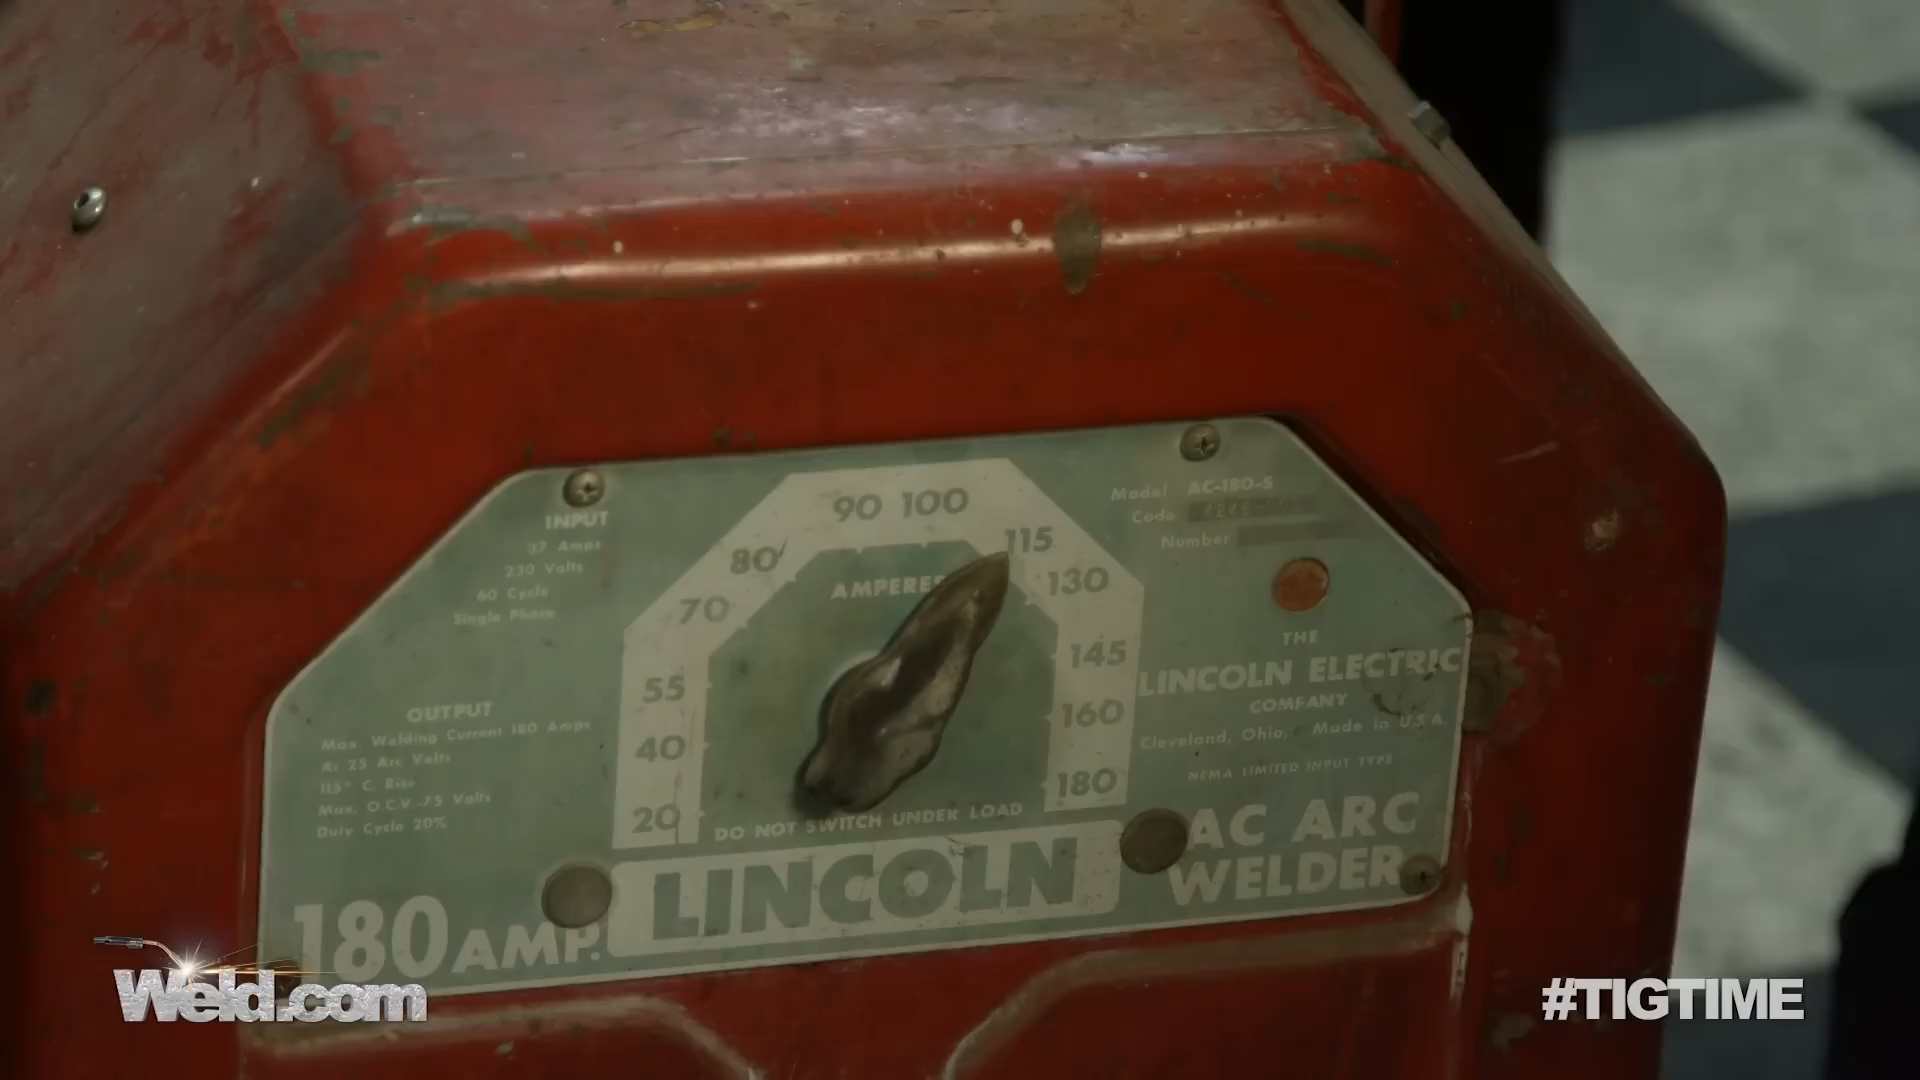 INPUT
37 Amps
230 Volts
60 Cycle
Single Phase
OUTPUT
Max. Welding Current 180 Amps
At 25 Arc Volts
115° C. Rise
Max. O.C.V.-75 Volts
Duty Cycle 20%
90 100
80
115
70
130
AMPERES
55
145
40
160
20
180
DO NOT SWITCH UNDER LOAD
Model AC-180-S
Code
Number
THE
LINCOLN ELECTRIC
COMPANY
Cleveland, Ohio, Made in U.S.A.
NEMA LIMITED INPUT TYPE
AC ARC
WELDER
180 AMP.
LINCOLN
Weld.com
#TIGTIME